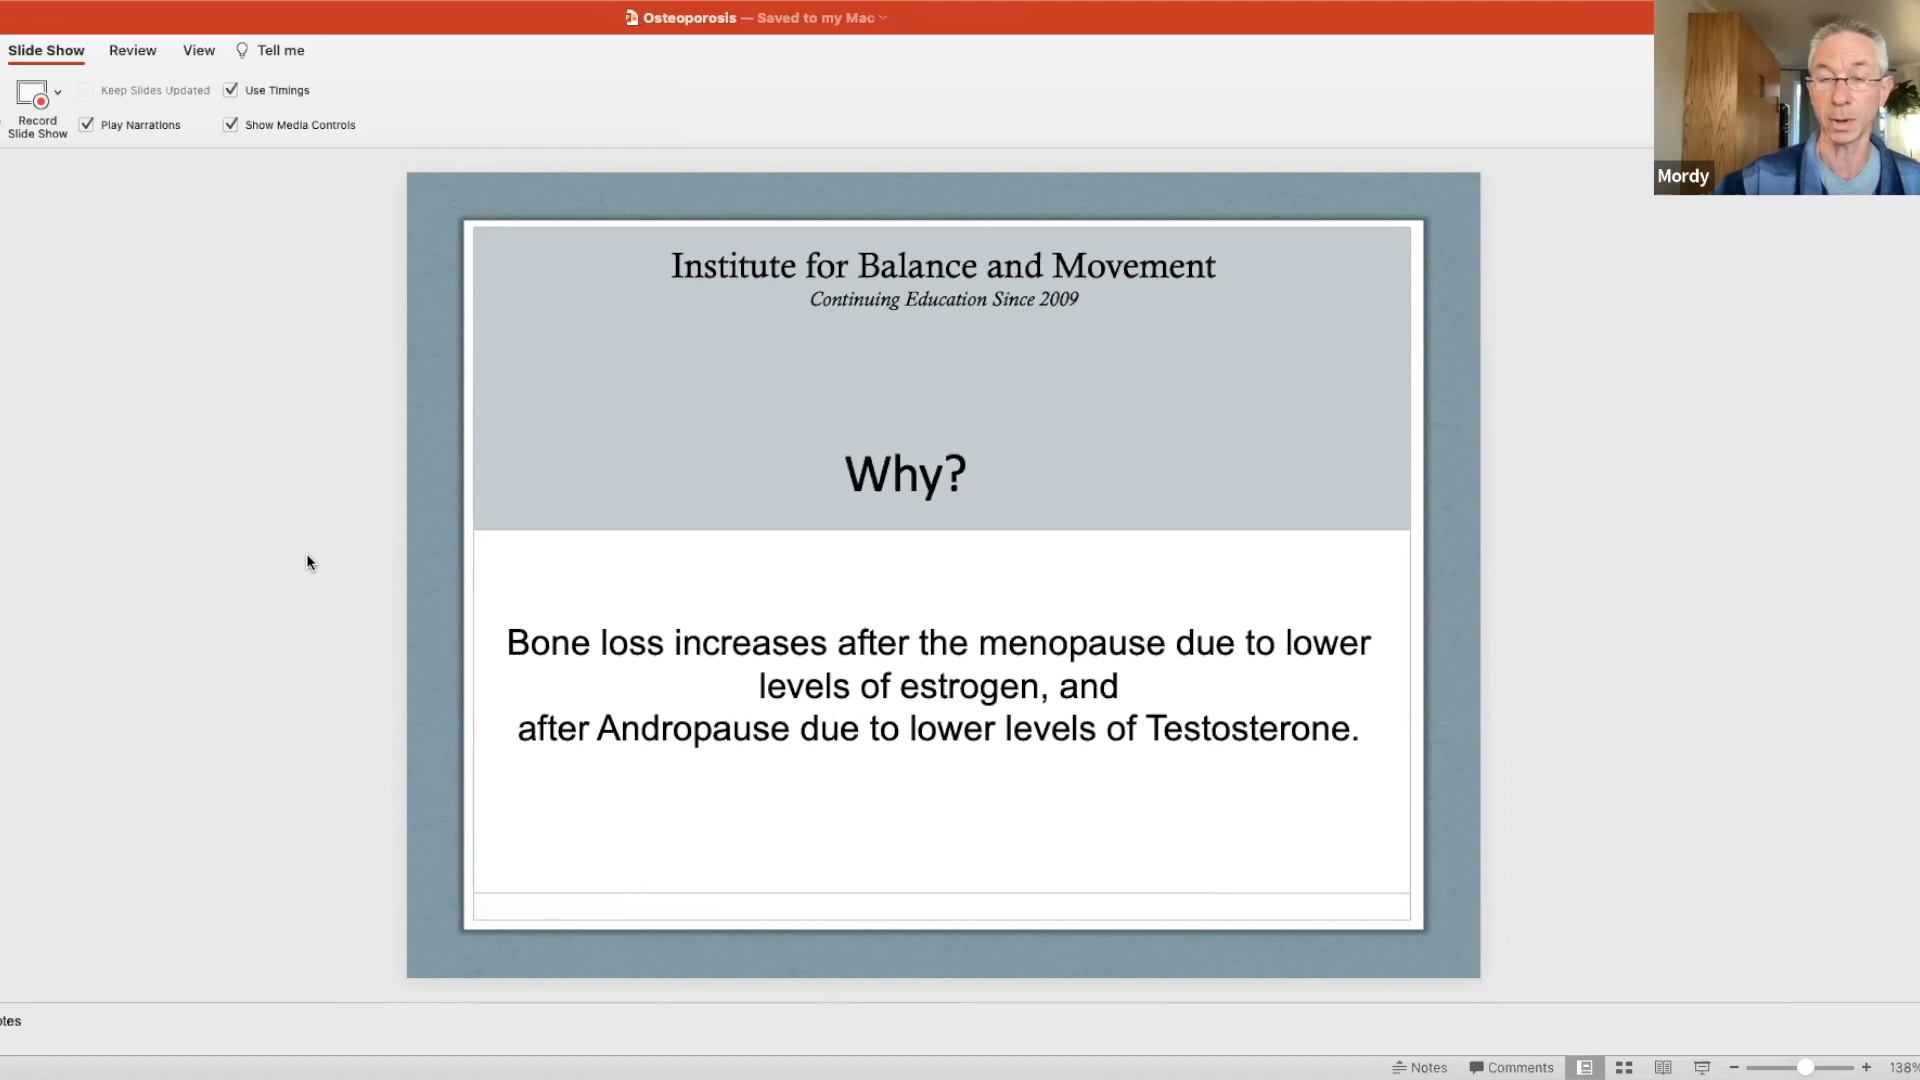 Osteoporosis — Saved to my Mac
Slide Show Review View Tell me
Keep Slides Updated Use Timings
Record
Slide Show
Play Narrations Show Media Controls
Mordy
Institute for Balance and Movement
Continuing Education Since 2009
Why?
Bone loss increases after the menopause due to lower
levels of estrogen, and
after Andropause due to lower levels of Testosterone.
otes
Notes Comments 138%